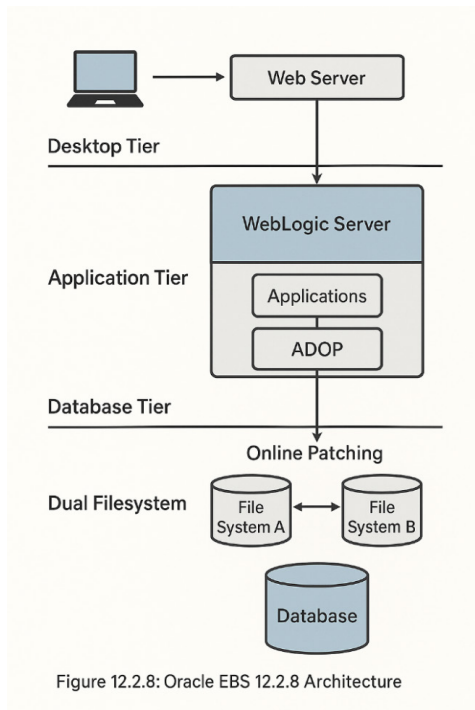 Web Server
Desktop Tier
WebLogic Server
Application Tier
Applications
ADOP
Database Tier
Online Patching
Dual Filesystem
File
System A
File
System B
Database
Figure 12.2.8: Oracle EBS 12.2.8 Architecture